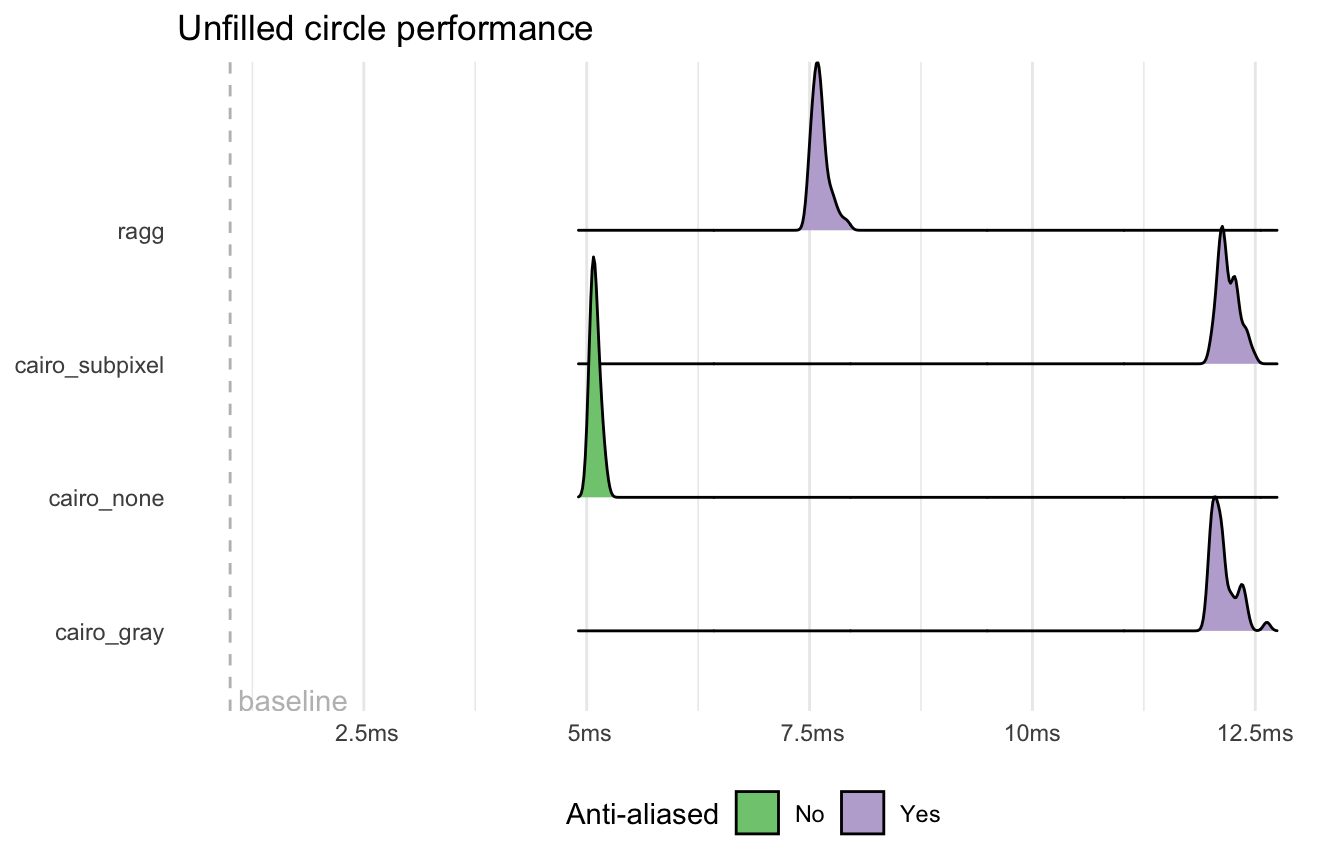 Unfilled circle performance
ragg
cairo_subpixel
cairo_none
cairo_gray
baseline
2.5ms 5ms 7.5ms 10ms 12.5ms
Anti-aliased No Yes